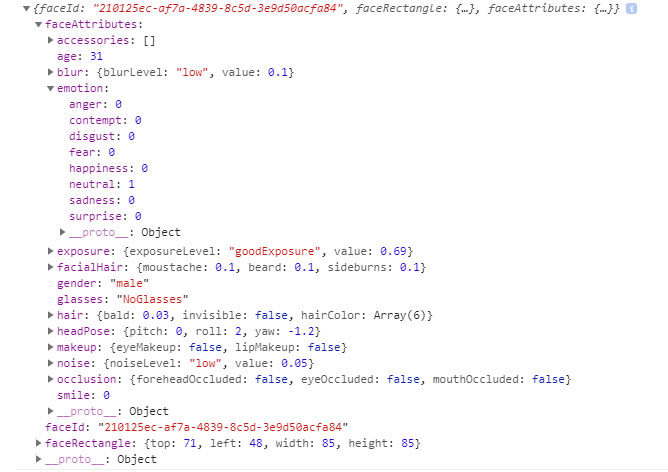 {faceId: "210125ec-af7a-4839-8c5d-3e9d50acfa84", faceRectangle: {…}, faceAttributes: {…}} i
faceAttributes:
accessories: []
age: 31
blur: {blurLevel: "low", value: 0.1}
emotion:
anger: 0
contempt: 0
disgust: 0
fear: 0
happiness: 0
neutral: 1
sadness: 0
surprise: 0
__proto__: Object
exposure: {exposureLevel: "goodExposure", value: 0.69}
facialHair: {moustache: 0.1, beard: 0.1, sideburns: 0.1}
gender: "male"
glasses: "NoGlasses"
hair: {bald: 0.03, invisible: false, hairColor: Array(6)}
headPose: {pitch: 0, roll: 2, yaw: -1.2}
makeup: {eyeMakeup: false, lipMakeup: false}
noise: {noiseLevel: "low", value: 0.05}
occlusion: {foreheadOccluded: false, eyeOccluded: false, mouthOccluded: false}
smile: 0
__proto__: Object
faceId: "210125ec-af7a-4839-8c5d-3e9d50acfa84"
faceRectangle: {top: 71, left: 48, width: 85, height: 85}
__proto__: Object